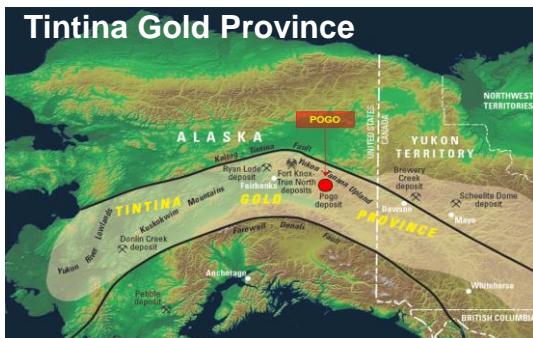 Tintina Gold Province
NORTHWEST
TERRITORIES
POGO
ALASKA
UNITED STATES
CANADA
YUKON
TERRITORY
Kaltag - Tintina Fault
Ryan Lode
deposit
Fort Knox-
True North
deposits
Yukon - Tanana Upland
Brewery
Creek
deposit
Scheelite Dome
deposit
Fairbanks
Pogo
deposit
Dawson
Mayo
TINTINA
GOLD
PROVINCE
Yukon River Lowlands
Kuskokwim Mountains
Donlin Creek
deposit
Farewell - Denali Fault
Anchorage
Pebble
deposit
Whitehorse
BRITISH COLUMBIA